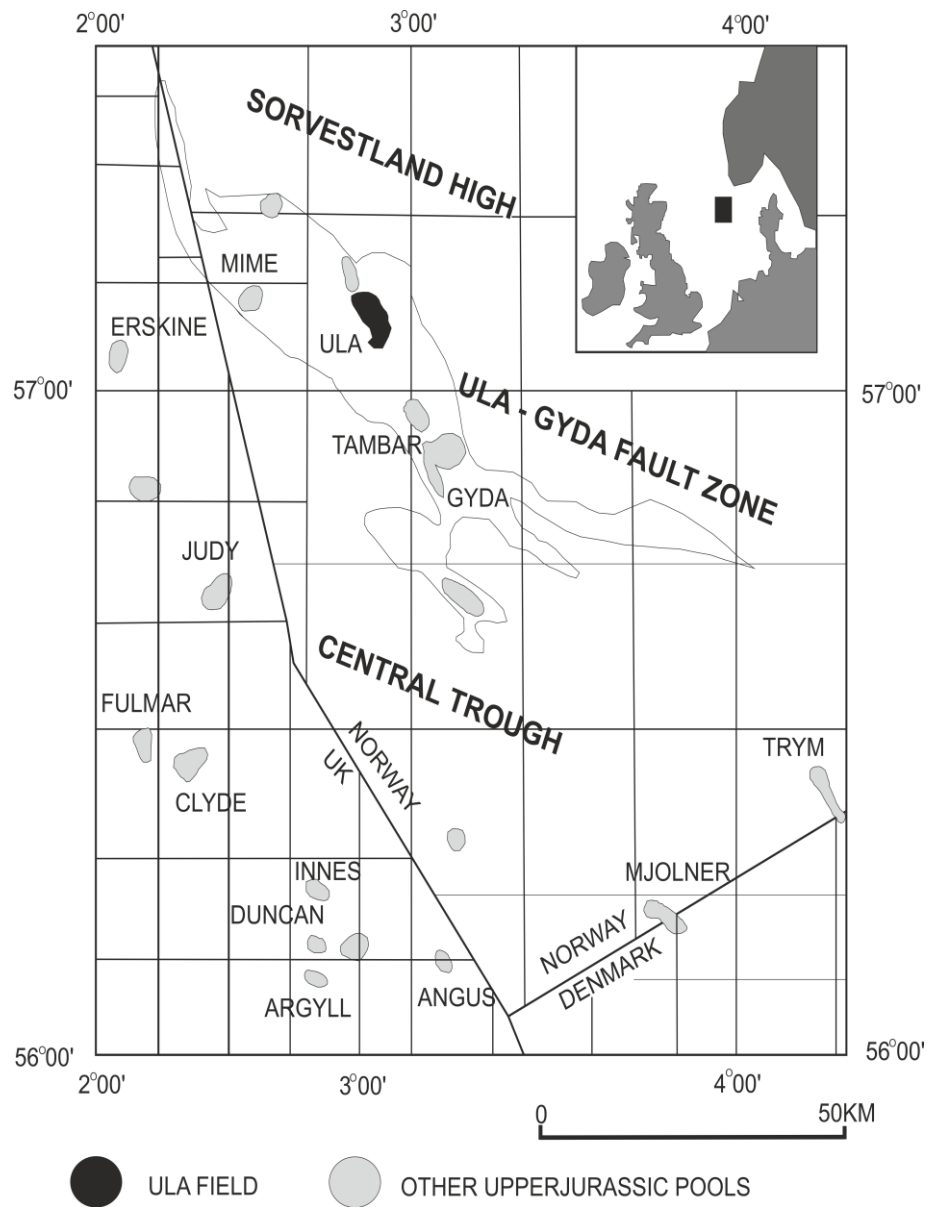 2°00'
3°00'
4°00'
SORVESTLAND HIGH
MIME
ERSKINE
ULA
57°00'
57°00'
ULA - GYDA FAULT ZONE
TAMBAR
GYDA
JUDY
CENTRAL TROUGH
FULMAR
NORWAY
UK
TRYM
CLYDE
INNES
MJOLNER
DUNCAN
NORWAY
DENMARK
ARGYLL
ANGUS
56°00'
56°00'
2°00'
3°00'
4°00'
0
50KM
ULA FIELD
OTHER UPPERJURASSIC POOLS